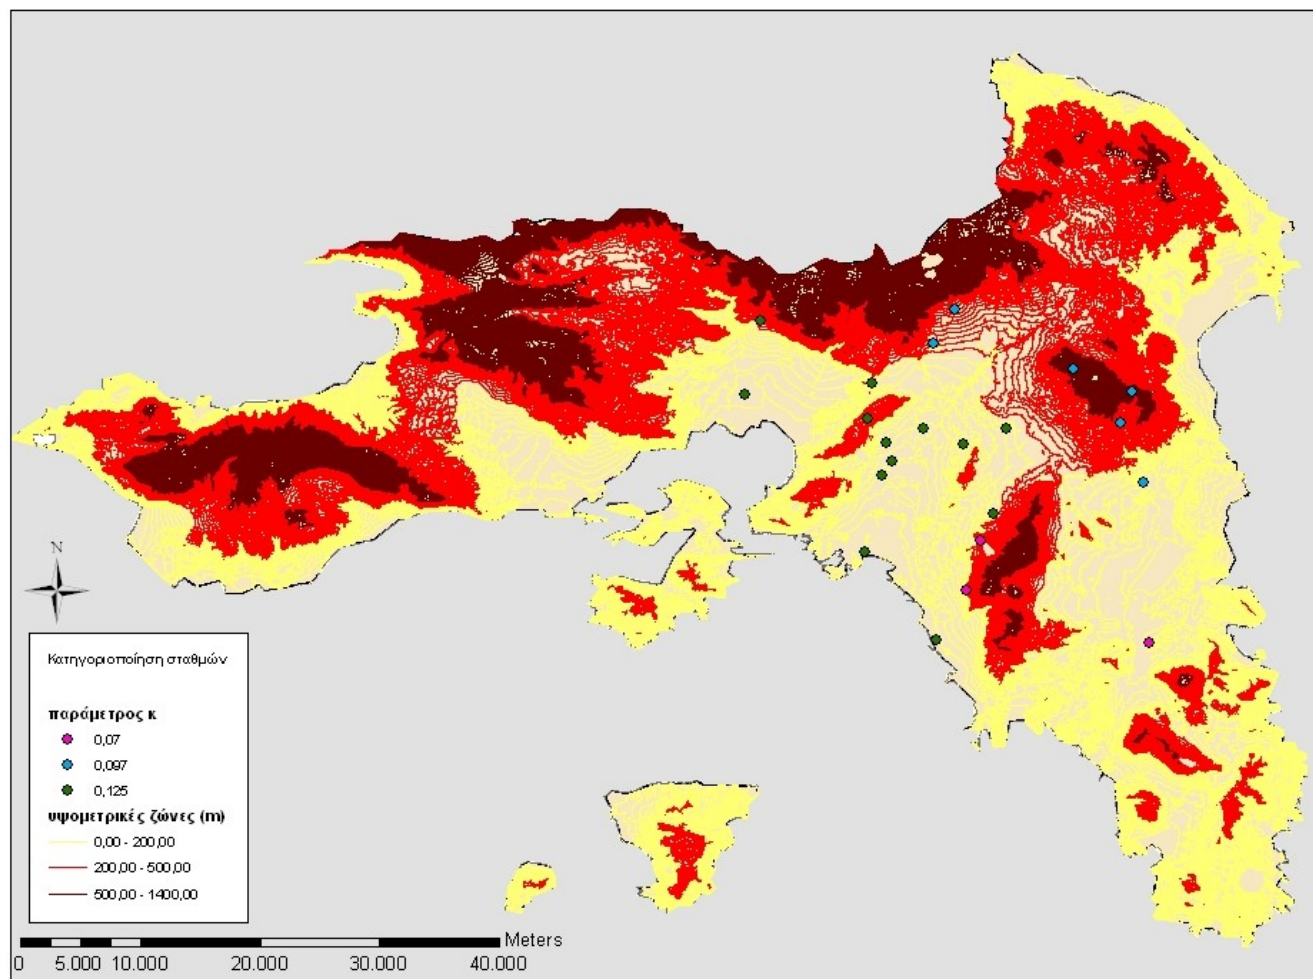 N
Κατηγοριοποίηση σταθμών
παράμετρος κ
0,07
0,097
0,125
υψομετρικές ζώνες (m)
0,00 - 200,00
200,00 - 500,00
500,00 - 1400,00
Meters
0 5.000 10.000 20.000 30.000 40.000